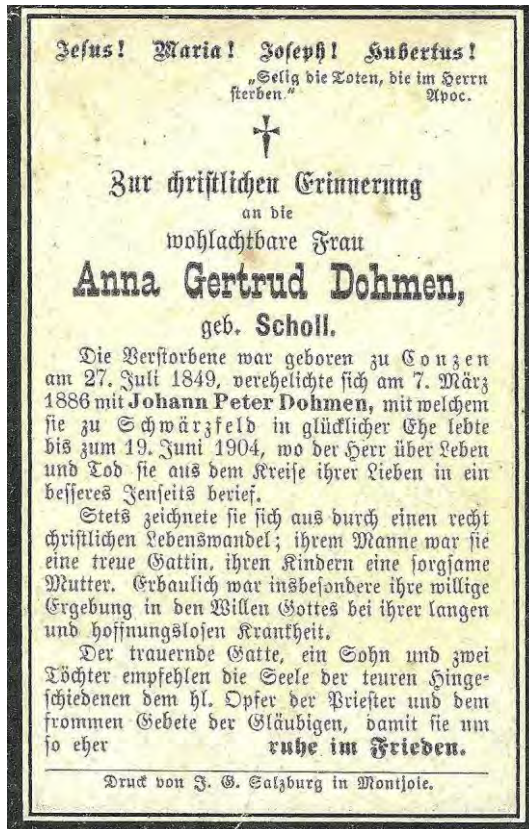 Jesus! Maria! Joseph! Hubertus!
„Selig die Toten, die im Herrn
sterben.“ Apoc.
Zur christlichen Erinnerung
an die
wohlachtbare Frau
Anna Gertrud Dohmen,
geb. Scholl.
Die Verstorbene war geboren zu Conzen
am 27. Juli 1849, verehelichte sich am 7. März
1886 mit Johann Peter Dohmen, mit welchem
sie zu Schwärzfeld in glücklicher Ehe lebte
bis zum 19. Juni 1904, wo der Herr über Leben
und Tod sie aus dem Kreise ihrer Lieben in ein
besseres Jenseits berief.
Stets zeichnete sie sich aus durch einen recht
christlichen Lebenswandel; ihrem Manne war sie
eine treue Gattin, ihren Kindern eine sorgsame
Mutter. Erbaulich war insbesondere ihre willige
Ergebung in den Willen Gottes bei ihrer langen
und hoffnungslosen Krankheit.
Der trauernde Gatte, ein Sohn und zwei
Töchter empfehlen die Seele der teuren Hinge-
schiedenen dem hl. Opfer der Priester und dem
frommen Gebete der Gläubigen, damit sie um
so eher ruhe im Frieden.
Druck von J. G. Salzburg in Montjoie.